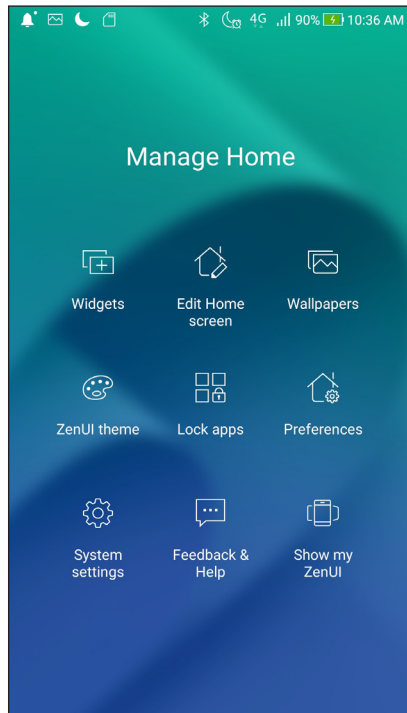 4G 90% 10:36 AM
Manage Home
Widgets
Edit Home
screen
Wallpapers
ZenUI theme
Lock apps
Preferences
System
settings
Feedback &
Help
Show my
ZenUI